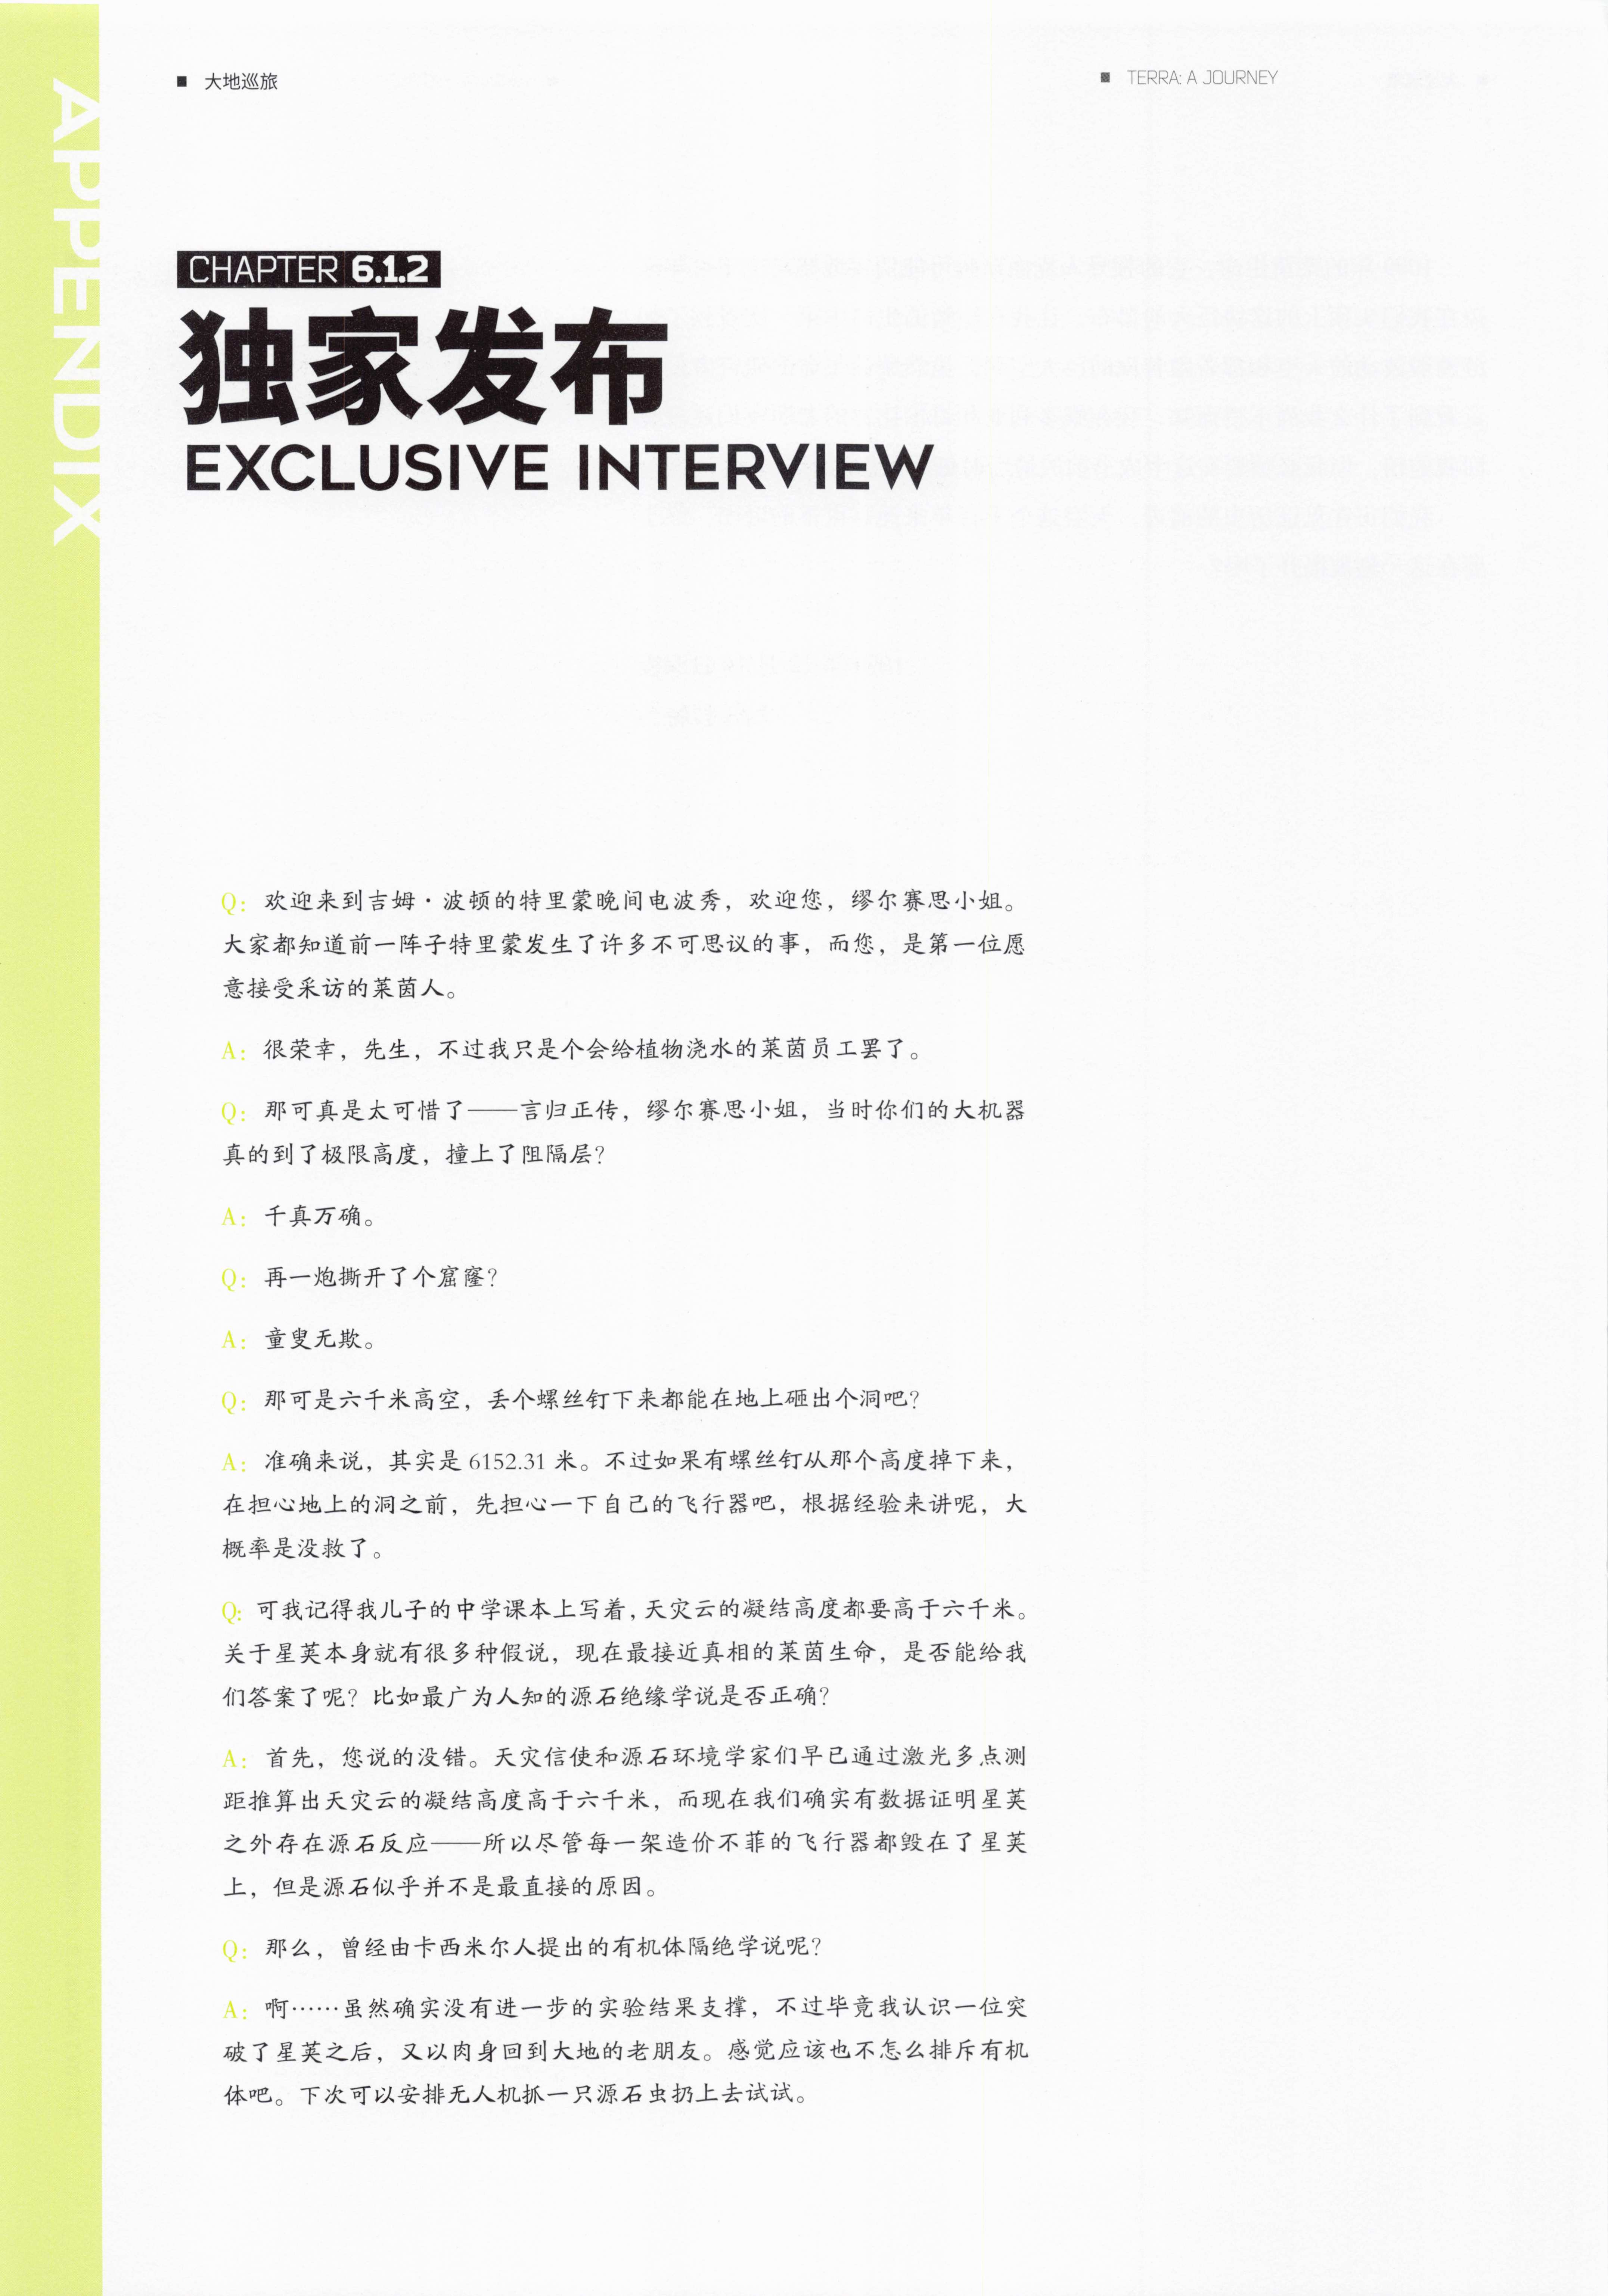 APPENDIX
大地巡旅
TERRA: A JOURNEY
CHAPTER 6.1.2
独家发布
EXCLUSIVE INTERVIEW
Q：欢迎来到吉姆·波顿的特里蒙晚间电波秀，欢迎您，缪尔赛思小姐。
大家都知道前一阵子特里蒙发生了许多不可思议的事，而您，是第一位愿
意接受采访的莱茵人。
A：很荣幸，先生，不过我只是个会给植物浇水的莱茵员工罢了。
Q：那可真是太可惜了——言归正传，缪尔赛思小姐，当时你们的大机器
真的到了极限高度，撞上了阻隔层？
A：千真万确。
Q：再一炮撕开了个窟窿？
A：童叟无欺。
Q：那可是六千米高空，丢个螺丝钉下来都能在地上砸出个洞吧？
A：准确来说，其实是 6152.31 米。不过如果有螺丝钉从那个高度掉下来，
在担心地上的洞之前，先担心一下自己的飞行器吧，根据经验来讲呢，大
概率是没救了。
Q：可我记得我儿子的中学课本上写着，天灾云的凝结高度都要高于六千米。
关于星荚本身就有很多种假说，现在最接近真相的莱茵生命，是否能给我
们答案了呢？比如最广为人知的源石绝缘学说是否正确？
A：首先，您说的没错。天灾信使和源石环境学家们早已通过激光多点测
距推算出天灾云的凝结高度高于六千米，而现在我们确实有数据证明星荚
之外存在源石反应——所以尽管每一架造价不菲的飞行器都毁在了星荚
上，但是源石似乎并不是最直接的原因。
Q：那么，曾经由卡西米尔人提出的有机体隔绝学说呢？
A：啊……虽然确实没有进一步的实验结果支撑，不过毕竟我认识一位突
破了星荚之后，又以肉身回到大地的老朋友。感觉应该也不怎么排斥有机
体吧。下次可以安排无人机抓一只源石虫扔上去试试。